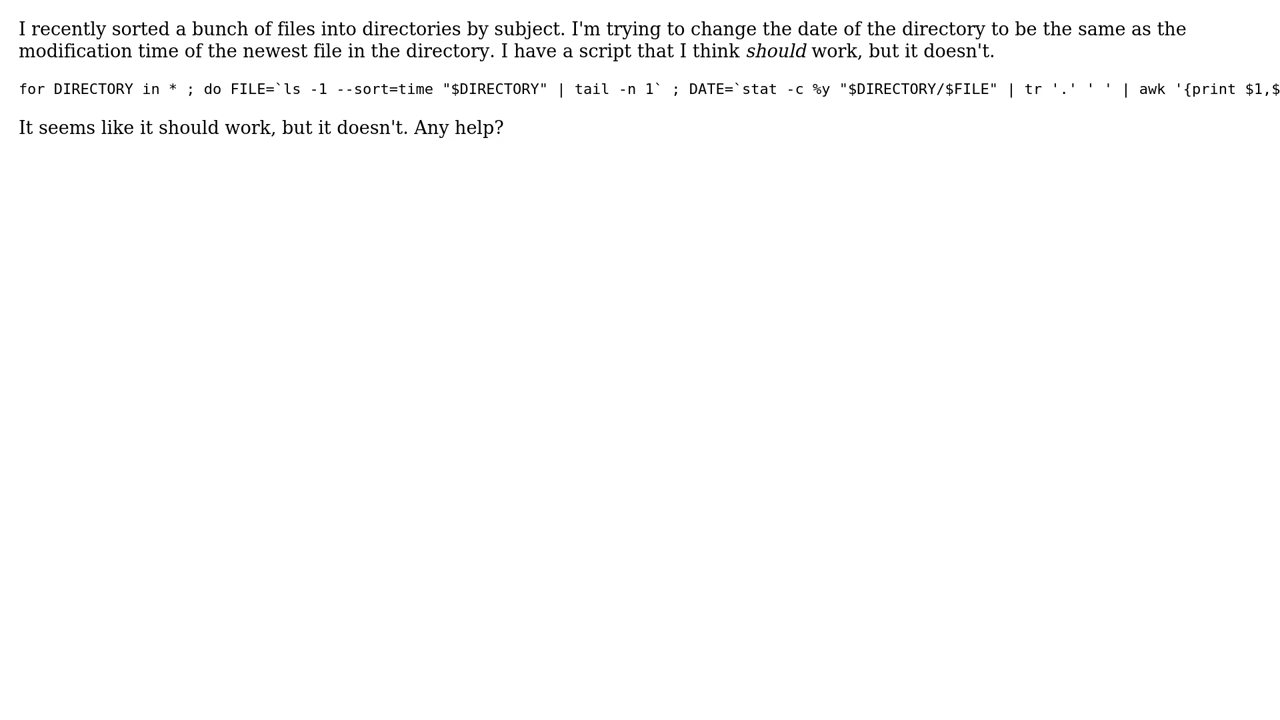 I recently sorted a bunch of files into directories by subject. I'm trying to change the date of the directory to be the same as the
modification time of the newest file in the directory. I have a script that I think should work, but it doesn't.
for DIRECTORY in * ; do FILE=`ls -1 --sort=time "$DIRECTORY" | tail -n 1` ; DATE=`stat -c %y "$DIRECTORY/$FILE" | tr '.' ' ' | awk '{print $1,$
It seems like it should work, but it doesn't. Any help?